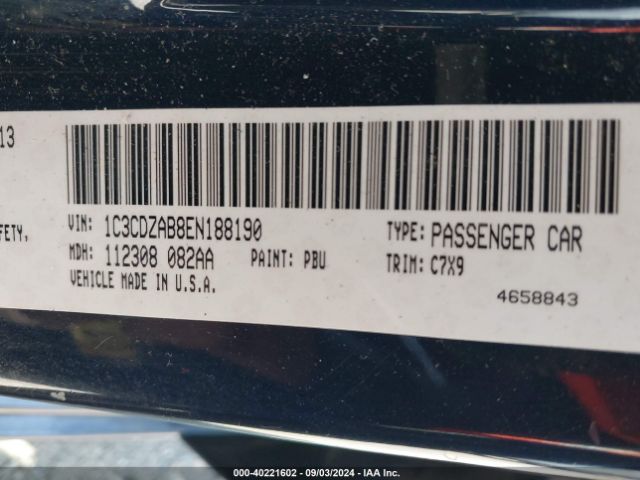 13
FETY.
VIN: 1C3CDZAB8EN188190
TYPE: PASSENGER CAR
MDH: 112308 082AA
PAINT: PBU
TRIM: C7X9
VEHICLE MADE IN U.S.A.
4658843
000-40221602 - 09/03/2024 - IAA Inc.